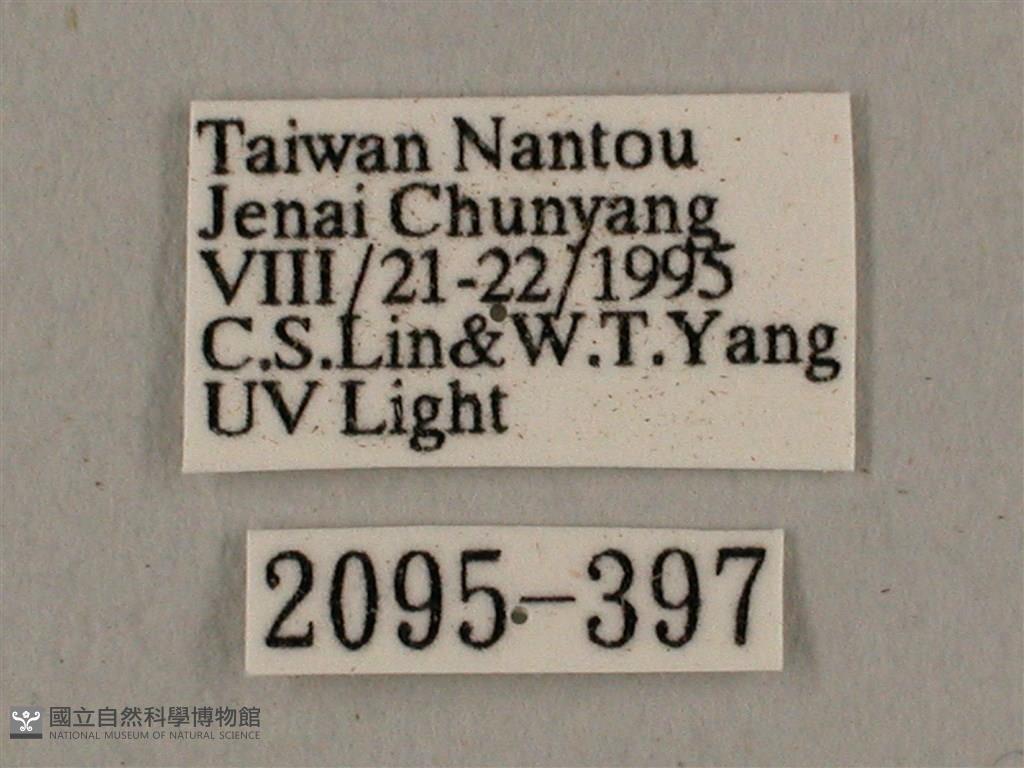 Taiwan Nantou
Jenai Chunyang
VIII/21-22/1995
C.S.Lin&W.T.Yang
UV Light
2095-397
國立自然科學博物館
NATIONAL MUSEUM OF NATURAL SCIENCE